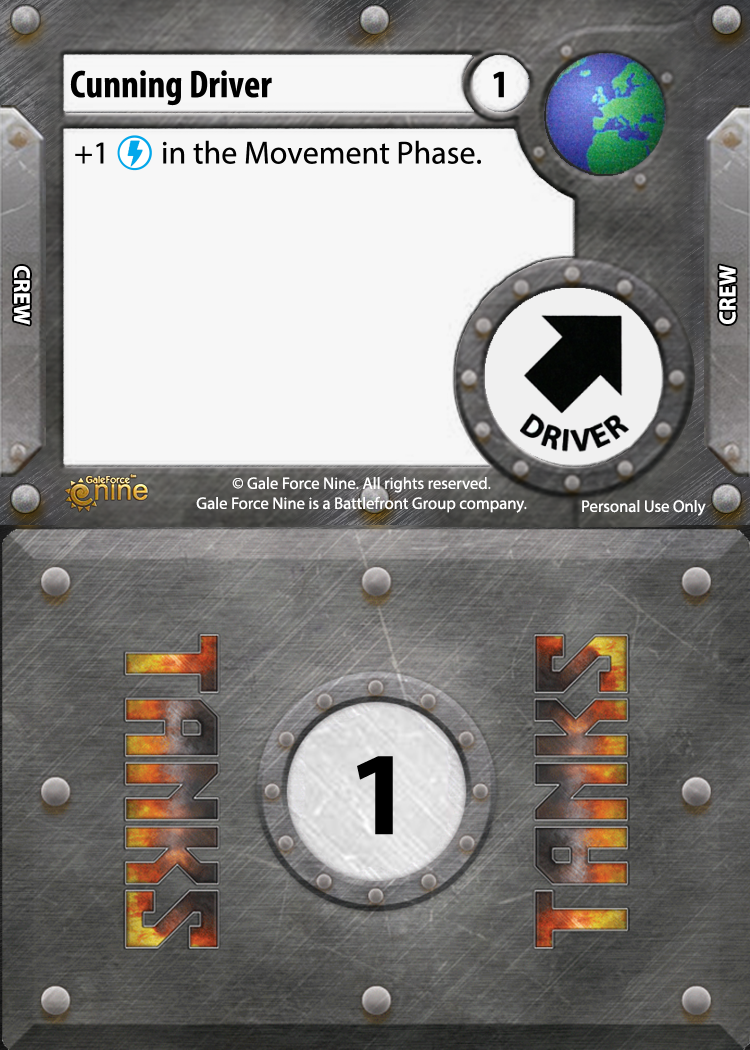 Cunning Driver
1
+1 in the Movement Phase.
CREW
CREW
DRIVER
GaleForce™
nine
© Gale Force Nine. All rights reserved.
Gale Force Nine is a Battlefront Group company.
Personal Use Only
TANKS
1
TANKS